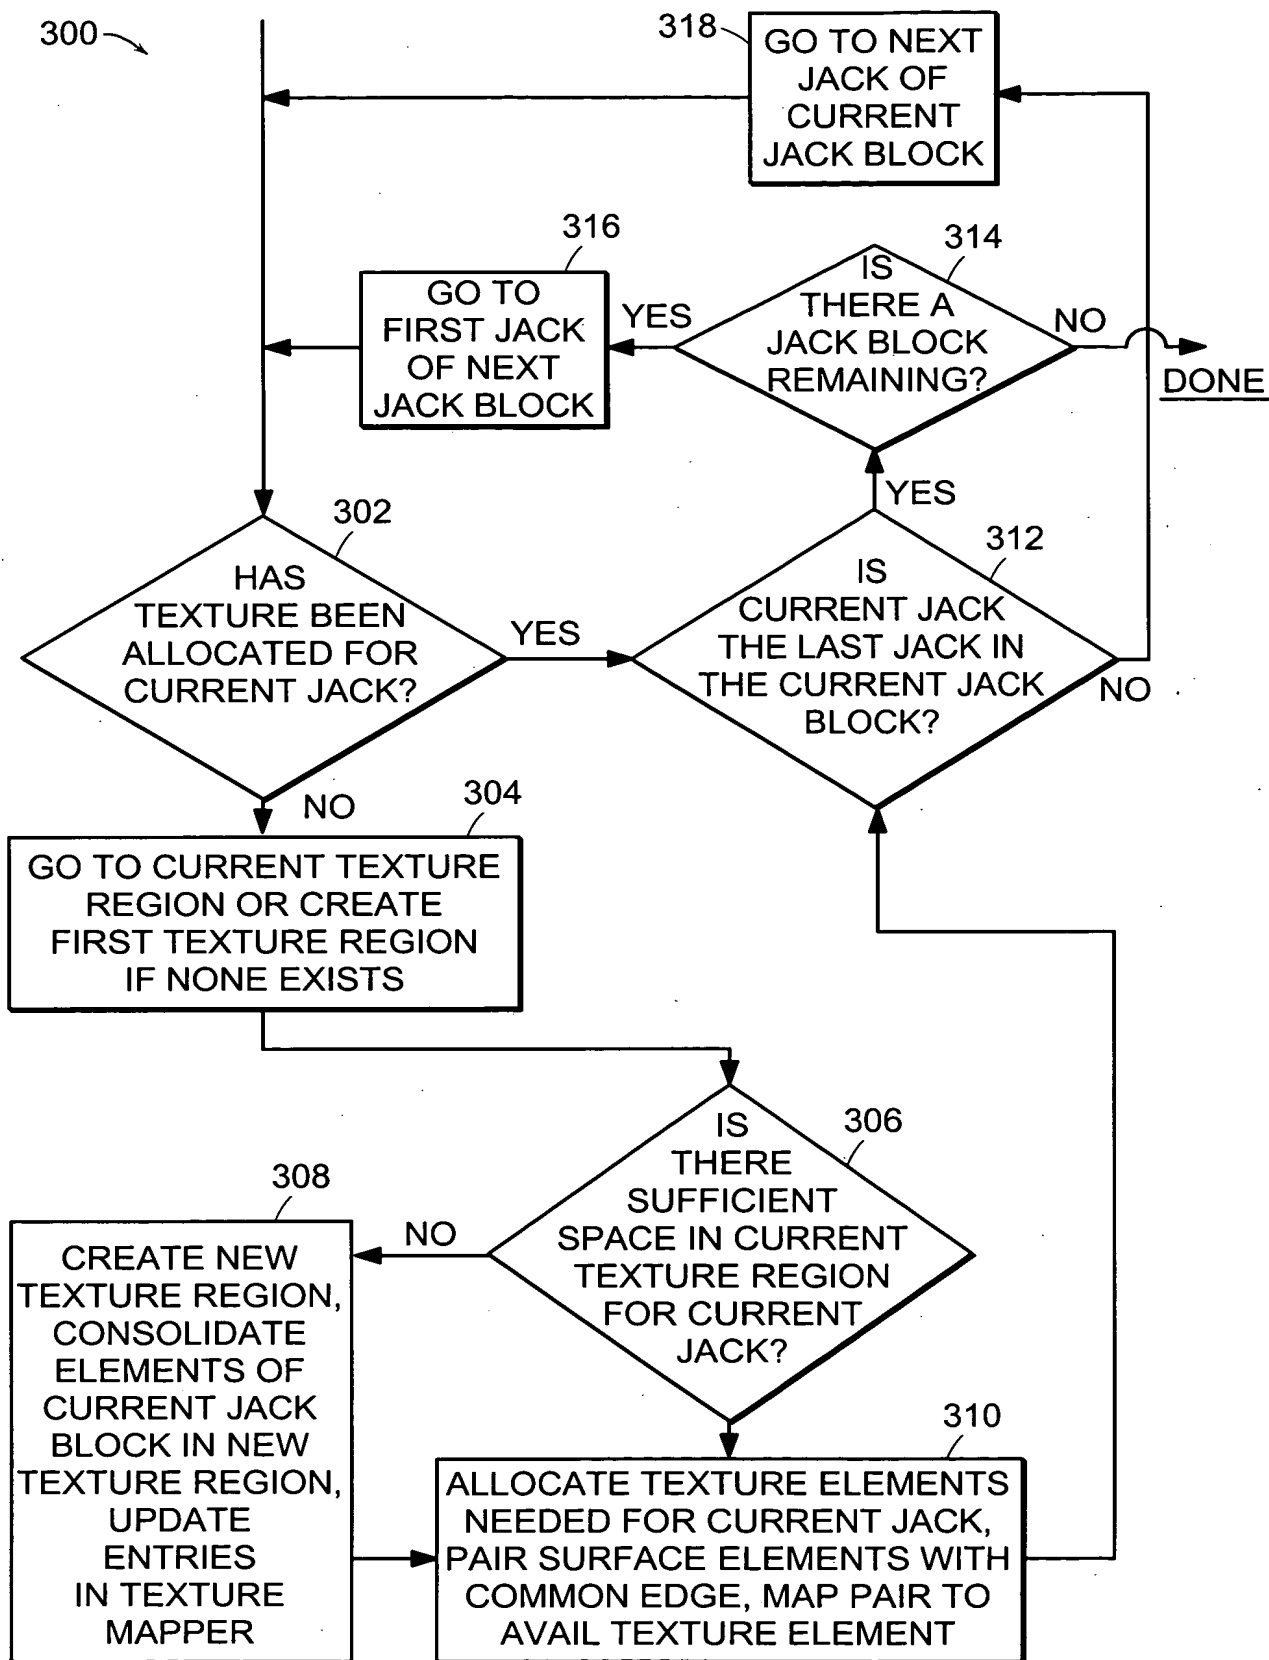 300
318
GO TO NEXT
JACK OF
CURRENT
JACK BLOCK
316
GO TO
FIRST JACK
OF NEXT
JACK BLOCK
YES
314
IS
THERE A
JACK BLOCK
REMAINING?
NO
DONE
YES
302
HAS
TEXTURE BEEN
ALLOCATED FOR
CURRENT JACK?
YES
312
IS
CURRENT JACK
THE LAST JACK IN
THE CURRENT JACK
BLOCK?
NO
NO
304
GO TO CURRENT TEXTURE
REGION OR CREATE
FIRST TEXTURE REGION
IF NONE EXISTS
306
IS
THERE
SUFFICIENT
SPACE IN CURRENT
TEXTURE REGION
FOR CURRENT
JACK?
NO
308
CREATE NEW
TEXTURE REGION,
CONSOLIDATE
ELEMENTS OF
CURRENT JACK
BLOCK IN NEW
TEXTURE REGION,
UPDATE
ENTRIES
IN TEXTURE
MAPPER
310
ALLOCATE TEXTURE ELEMENTS
NEEDED FOR CURRENT JACK,
PAIR SURFACE ELEMENTS WITH
COMMON EDGE, MAP PAIR TO
AVAIL TEXTURE ELEMENT